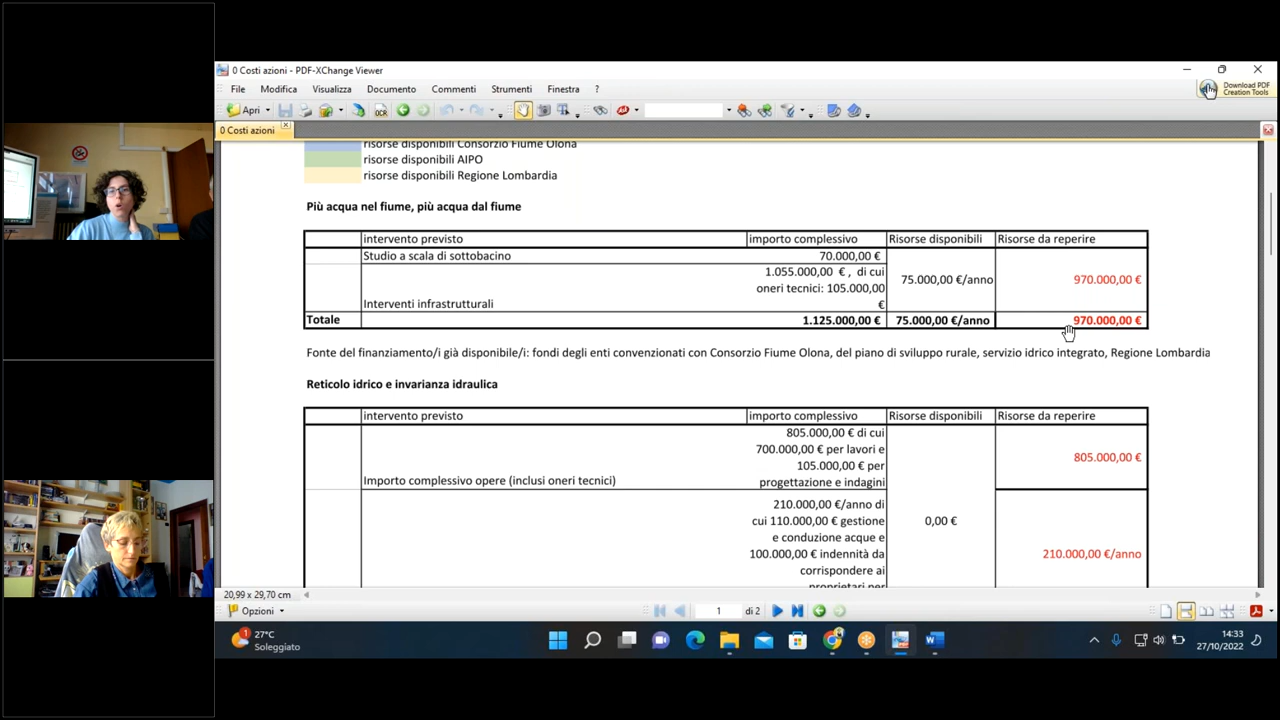 0 Costi azioni - PDF-XChange Viewer
File Modifica Visualizza Documento Commenti Strumenti Finestra ?
Download PDF
Creation Tools
Apri
OCR
0 Costi azioni
risorse disponibili Consorzio Fiume Olona
risorse disponibili AIPO
risorse disponibili Regione Lombardia
Più acqua nel fiume, più acqua dal fiume
intervento previsto importo complessivo Risorse disponibili Risorse da reperire
Studio a scala di sottobacino 70.000,00 €
1.055.000,00 € , di cui
oneri tecnici: 105.000,00
€
Interventi infrastrutturali
75.000,00 €/anno
970.000,00 €
Totale 1.125.000,00 € 75.000,00 €/anno 970.000,00 €
Fonte del finanziamento/i già disponibile/i: fondi degli enti convenzionati con Consorzio Fiume Olona, del piano di sviluppo rurale, servizio idrico integrato, Regione Lombardia
Reticolo idrico e invarianza idraulica
intervento previsto importo complessivo Risorse disponibili Risorse da reperire
805.000,00 € di cui
700.000,00 € per lavori e
105.000,00 € per
progettazione e indagini
Importo complessivo opere (inclusi oneri tecnici)
805.000,00 €
210.000,00 €/anno di
cui 110.000,00 € gestione
e conduzione acque e
100.000,00 € indennità da
corrispondere ai
proprietari per
0,00 €
210.000,00 €/anno
20,99 x 29,70 cm
Opzioni
1 di 2
1
27°C
Soleggiato
14:33
27/10/2022